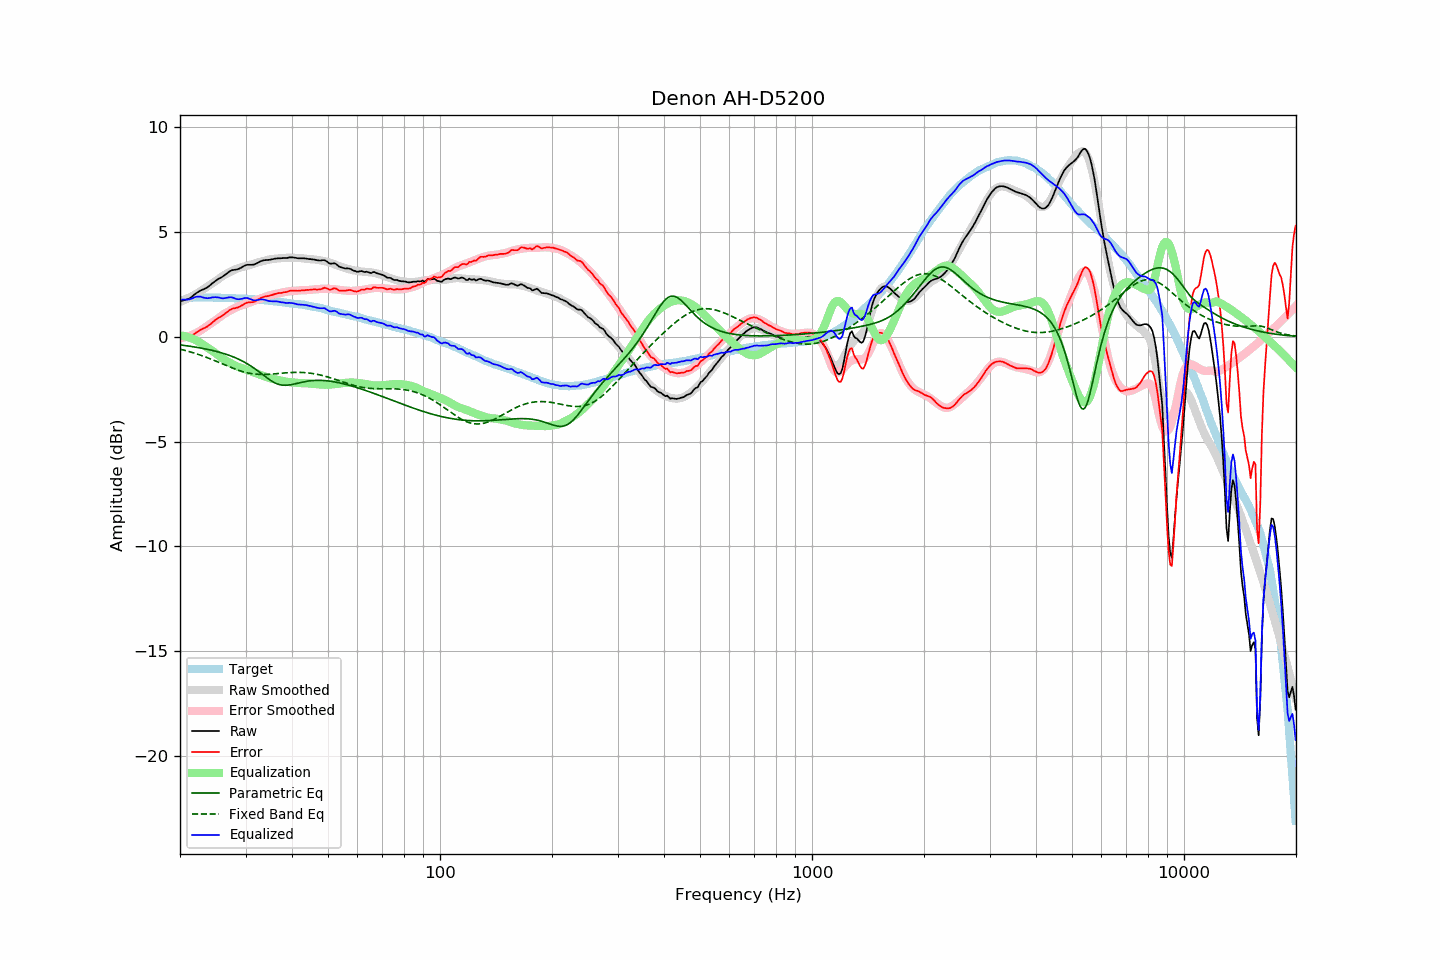 Denon AH-D5200
10
5
0
−5
−10
−15
−20
Amplitude (dBr)
Target
Raw Smoothed
Error Smoothed
Raw
Error
Equalization
Parametric Eq
Fixed Band Eq
Equalized
100
1000
10000
Frequency (Hz)